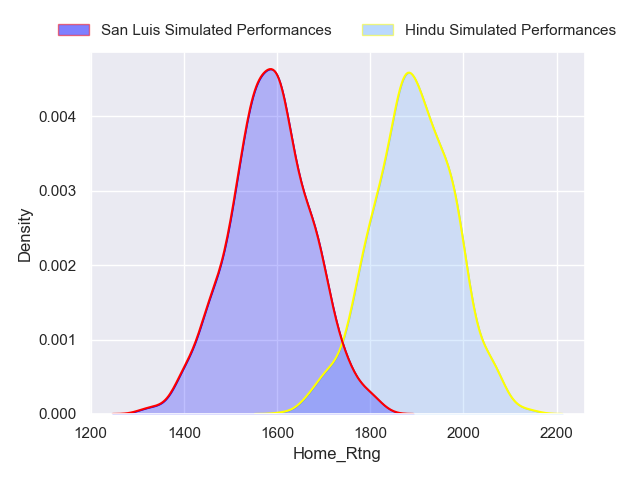 San Luis Simulated Performances Hindu Simulated Performances
0.004
0.003
0.002
0.001
0.000
Density
1200 1400 1600 1800 2000 2200
Home_Rtng